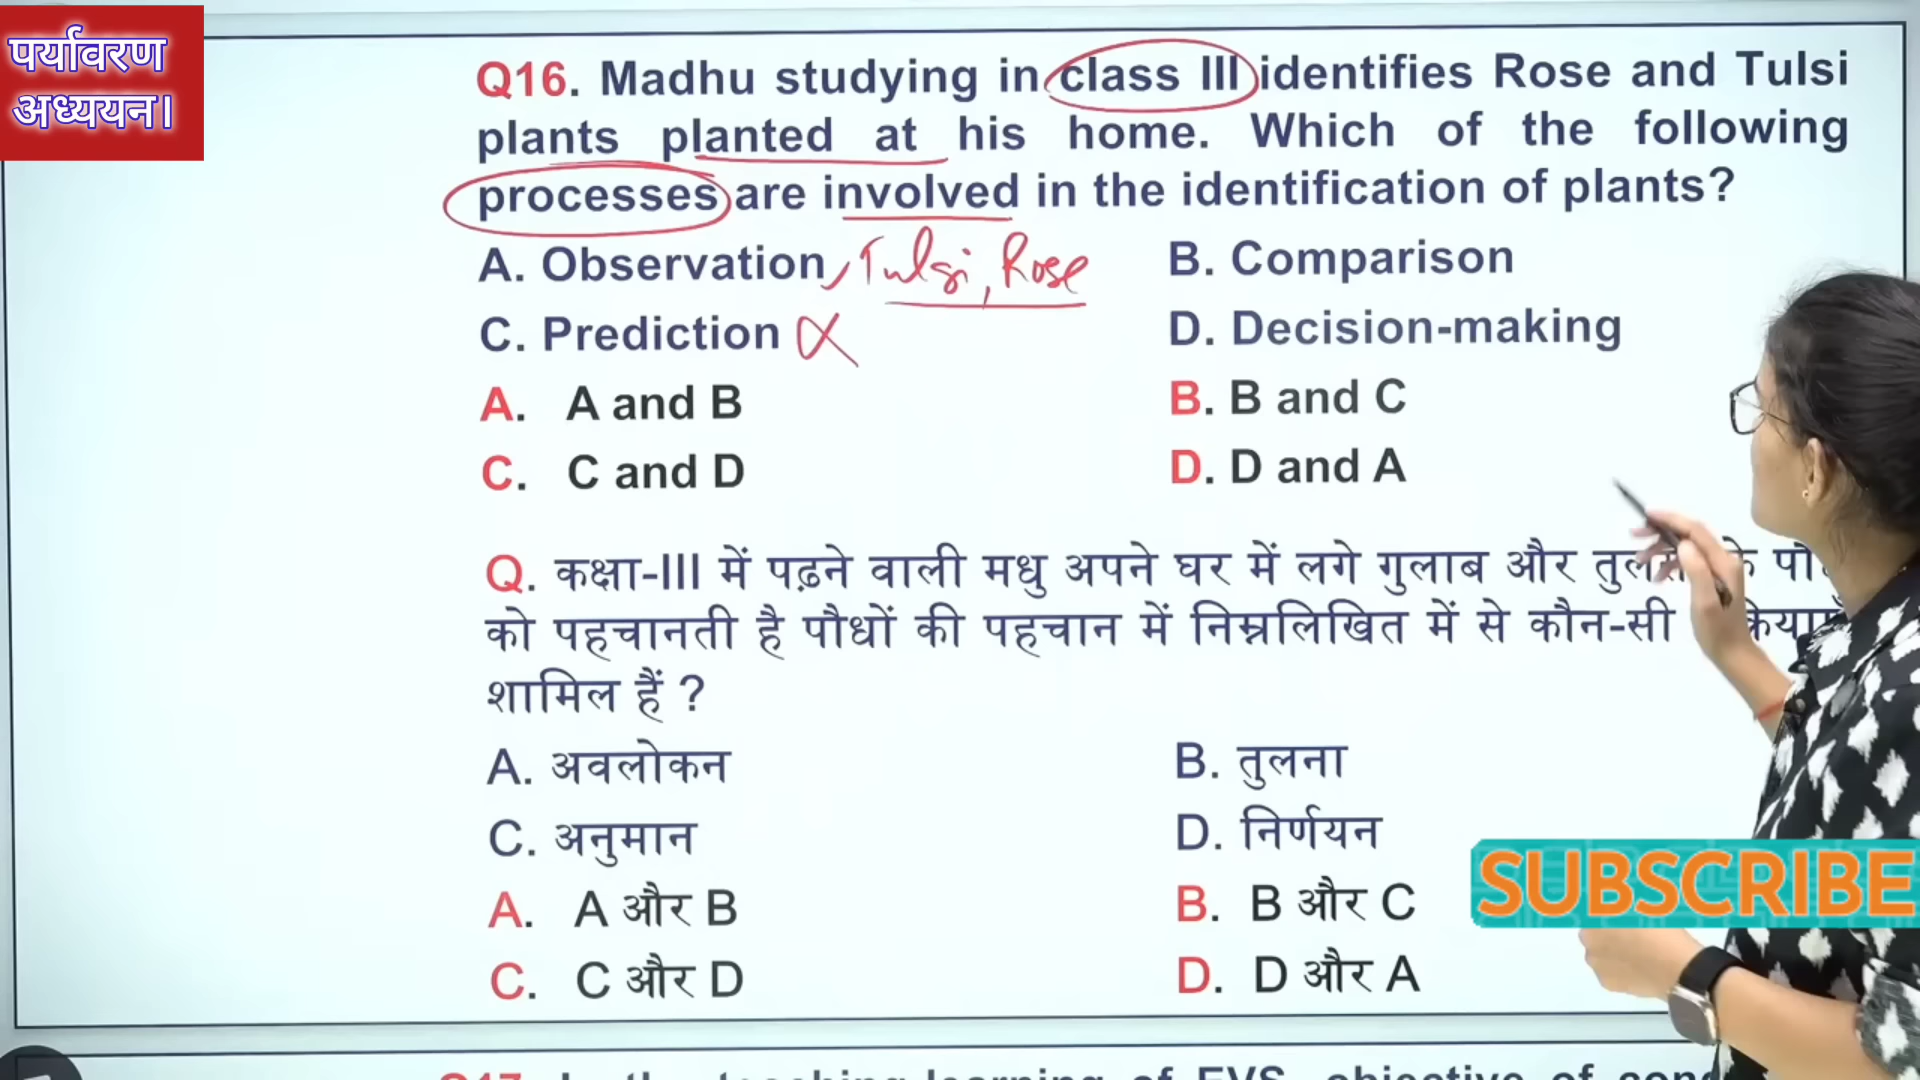 पर्यावरण
अध्ययन।
Q16. Madhu studying in class III identifies Rose and Tulsi
plants planted at his home. Which of the following
processes are involved in the identification of plants?
A. Observation Tulsi, Rose B. Comparison
C. Prediction D. Decision-making
A. A and B B. B and C
C. C and D D. D and A
Q. कक्षा-III में पढ़ने वाली मधु अपने घर में लगे गुलाब और के
को पहचानती है पौधों की पहचान में निम्नलिखित में से कौन-सी
शामिल हैं ?
A. अवलोकन B. तुलना
C. अनुमान D. निर्णयन
SUBSCRIBE
A. A और B B. B और C
C. C और D D. D और A